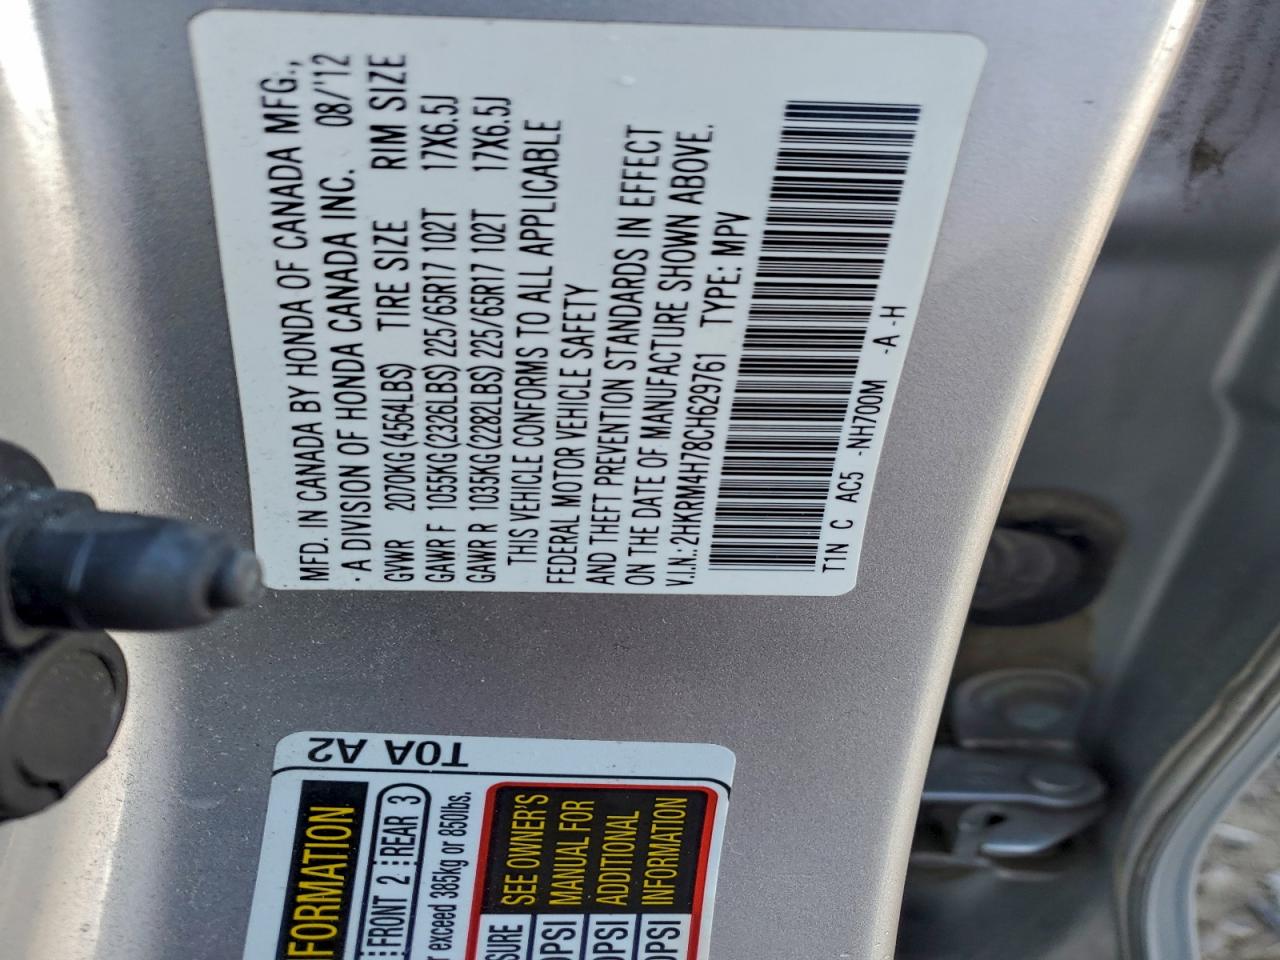 MFD. IN CANADA BY HONDA OF CANADA MFG.,
A DIVISION OF HONDA CANADA INC. 08/'12
GVWR 2070KG(4564LBS) TIRE SIZE RIM SIZE
GAWR F 1055KG(2326LBS) 225/65R17 102T 17X6.5J
GAWR R 1035KG(2282LBS) 225/65R17 102T 17X6.5J
THIS VEHICLE CONFORMS TO ALL APPLICABLE
FEDERAL MOTOR VEHICLE SAFETY
AND THEFT PREVENTION STANDARDS IN EFFECT
ON THE DATE OF MANUFACTURE SHOWN ABOVE.
V.I.N.: 2HKRM4H78CH629761 TYPE: MPV
T1N C AC5 -NH700M -A-H
T0A A2
FORMATION
FRONT 2 REAR 3
exceed 385kg or 850lbs.
SEE OWNER'S
MANUAL FOR
ADDITIONAL
INFORMATION
SURE
0PSI
0PSI
0PSI